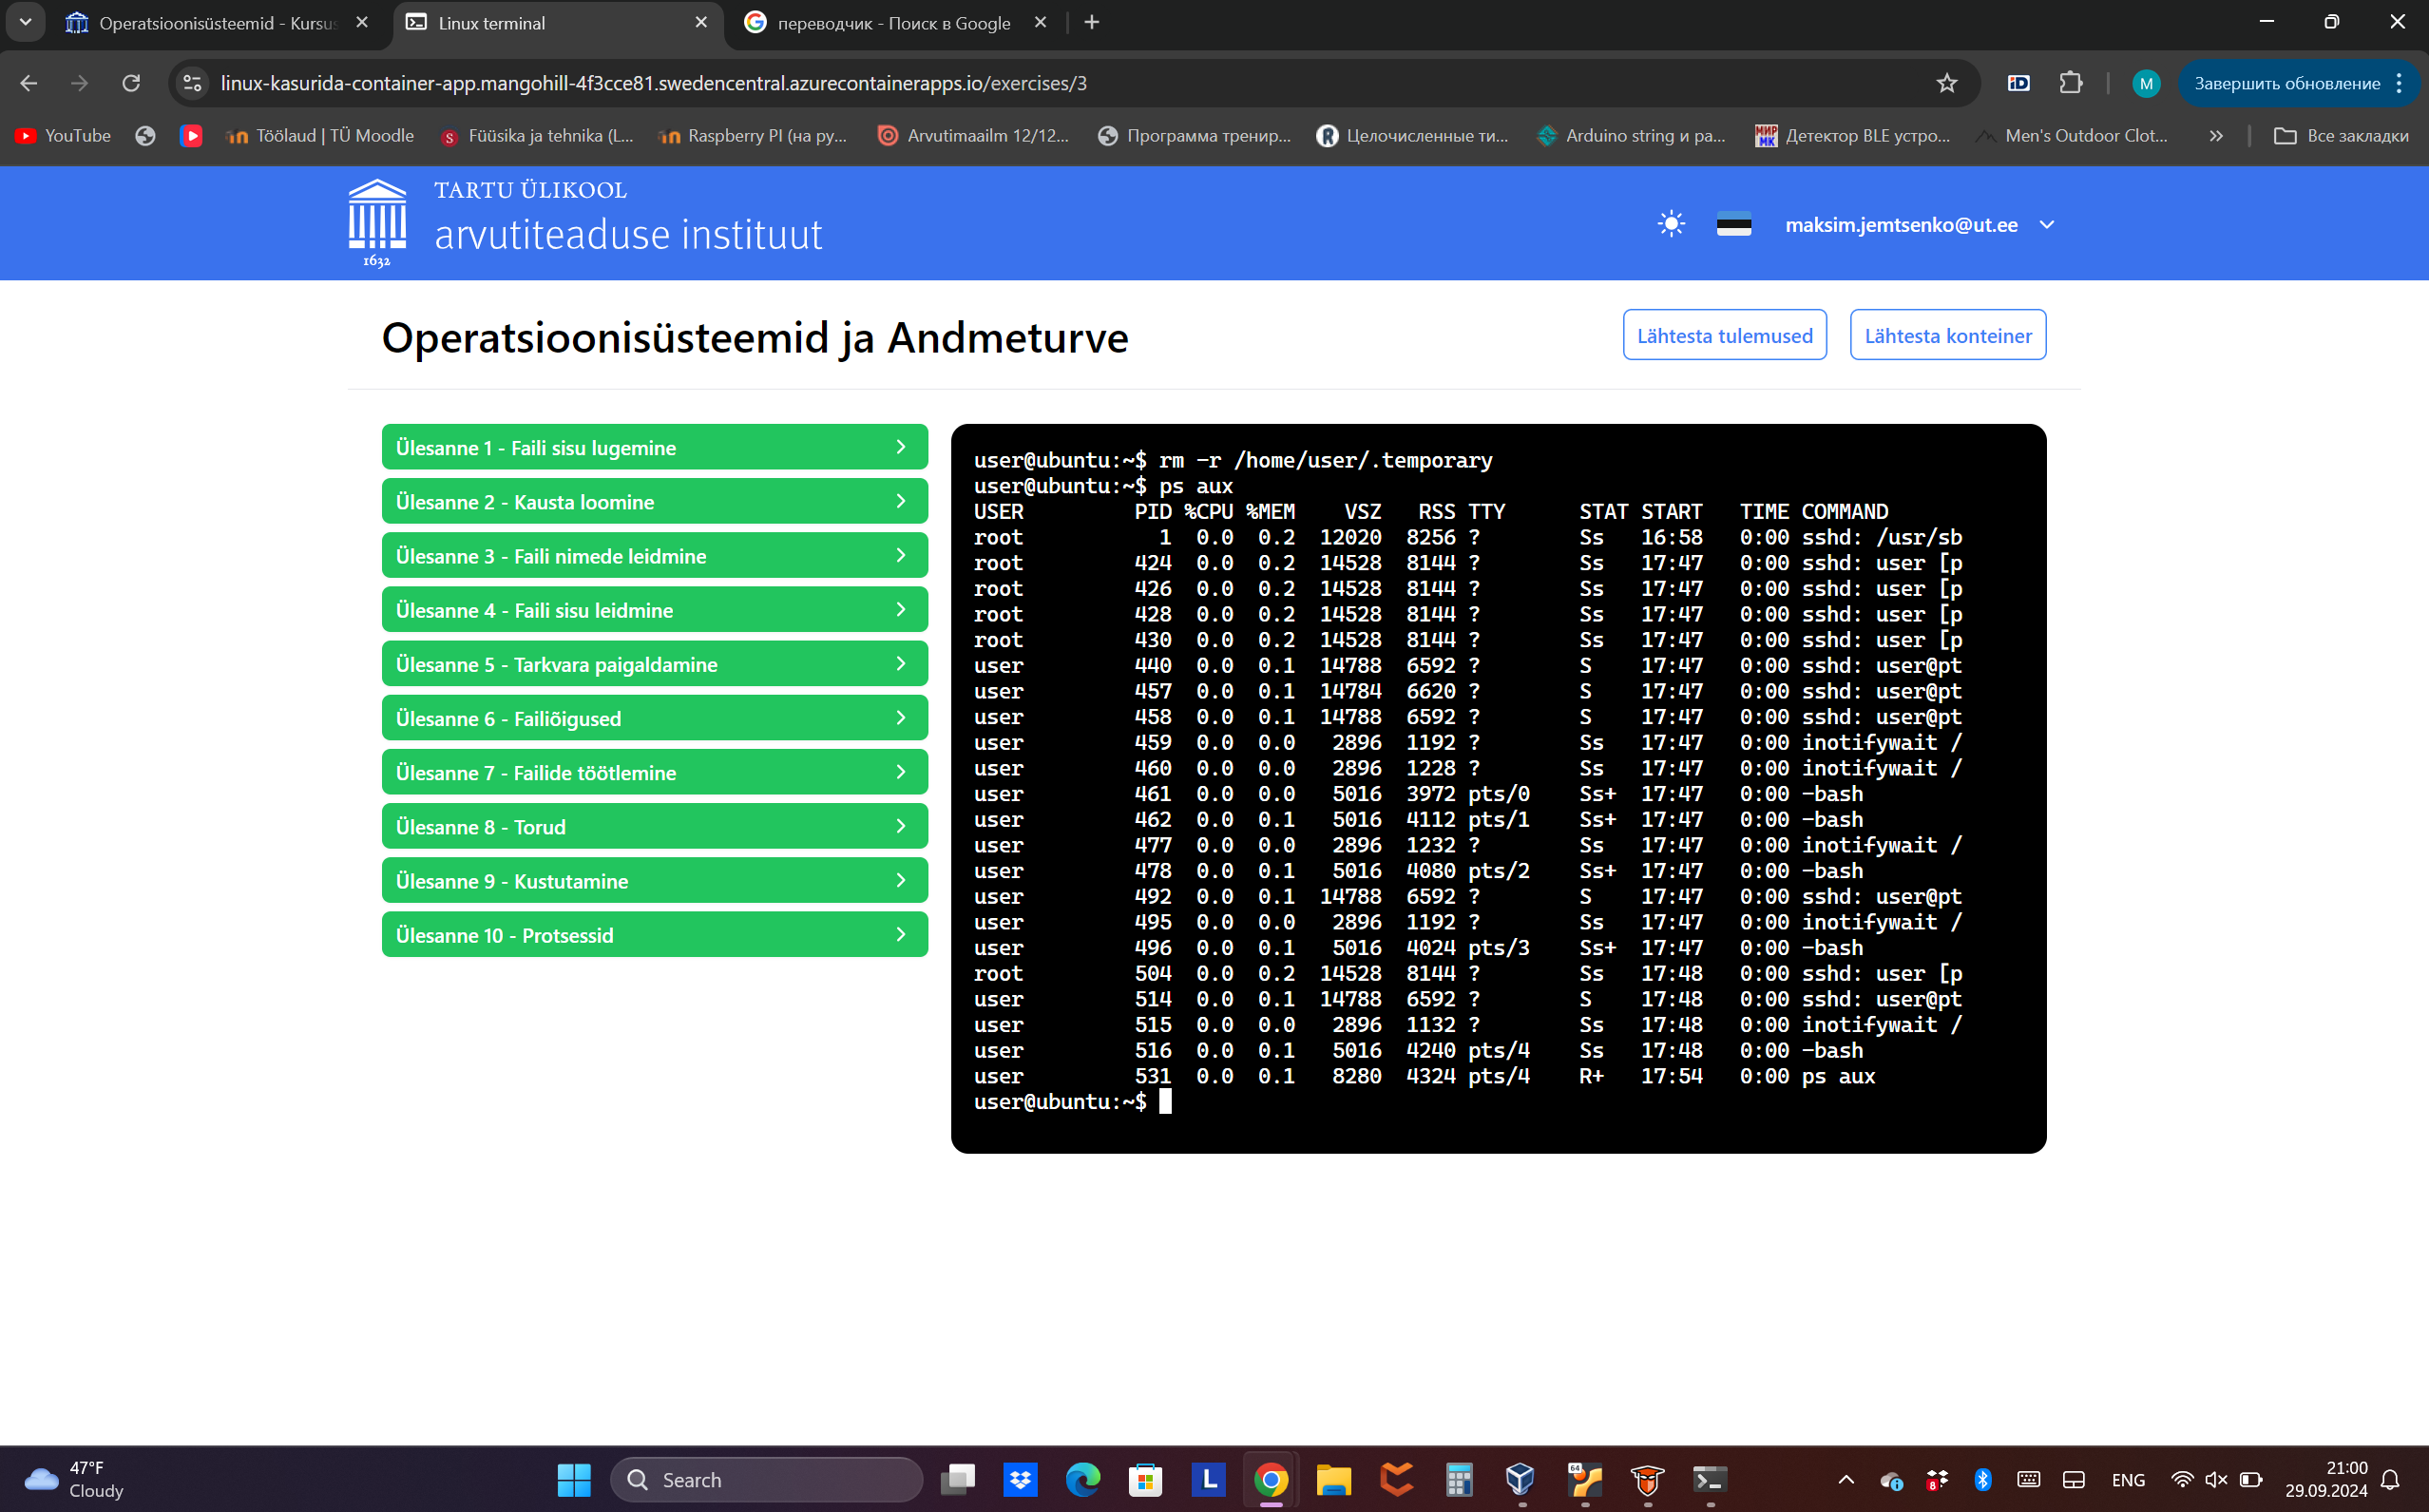 Operatsioonisüsteemid - Kursus
Linux terminal
переводчик - Поиск в Google
linux-kasurida-container-app.mangohill-4f3cce81.swedencentral.azurecontainerapps.io/exercises/3
iD
M
Завершить обновление
YouTube
Töölaud | TÜ Moodle
Füüsika ja tehnika (L...
Raspberry PI (на ру...
Arvutimaailm 12/12...
Программа тренир...
Целочисленные ти...
Arduino string и ра...
Детектор BLE устро...
Men's Outdoor Clot...
Все закладки
TARTU ÜLIKOOL
arvutiteaduse instituut
1632
maksim.jemtsenko@ut.ee
Operatsioonisüsteemid ja Andmeturve
Lähtesta tulemused
Lähtesta konteiner
Ülesanne 1 - Faili sisu lugemine
Ülesanne 2 - Kausta loomine
Ülesanne 3 - Faili nimede leidmine
Ülesanne 4 - Faili sisu leidmine
Ülesanne 5 - Tarkvara paigaldamine
Ülesanne 6 - Failiõigused
Ülesanne 7 - Failide töötlemine
Ülesanne 8 - Torud
Ülesanne 9 - Kustutamine
Ülesanne 10 - Protsessid
user@ubuntu:~$ rm -r /home/user/.temporary
user@ubuntu:~$ ps aux
USER PID %CPU %MEM VSZ RSS TTY STAT START TIME COMMAND
root 1 0.0 0.2 12020 8256 ? Ss 16:58 0:00 sshd: /usr/sb
root 424 0.0 0.2 14528 8144 ? Ss 17:47 0:00 sshd: user [p
root 426 0.0 0.2 14528 8144 ? Ss 17:47 0:00 sshd: user [p
root 428 0.0 0.2 14528 8144 ? Ss 17:47 0:00 sshd: user [p
root 430 0.0 0.2 14528 8144 ? Ss 17:47 0:00 sshd: user [p
user 440 0.0 0.1 14788 6592 ? S 17:47 0:00 sshd: user@pt
user 457 0.0 0.1 14784 6620 ? S 17:47 0:00 sshd: user@pt
user 458 0.0 0.1 14788 6592 ? S 17:47 0:00 sshd: user@pt
user 459 0.0 0.0 2896 1192 ? Ss 17:47 0:00 inotifywait /
user 460 0.0 0.0 2896 1228 ? Ss 17:47 0:00 inotifywait /
user 461 0.0 0.0 5016 3972 pts/0 Ss+ 17:47 0:00 -bash
user 462 0.0 0.1 5016 4112 pts/1 Ss+ 17:47 0:00 -bash
user 477 0.0 0.0 2896 1232 ? Ss 17:47 0:00 inotifywait /
user 478 0.0 0.1 5016 4080 pts/2 Ss+ 17:47 0:00 -bash
user 492 0.0 0.1 14788 6592 ? S 17:47 0:00 sshd: user@pt
user 495 0.0 0.0 2896 1192 ? Ss 17:47 0:00 inotifywait /
user 496 0.0 0.1 5016 4024 pts/3 Ss+ 17:47 0:00 -bash
root 504 0.0 0.2 14528 8144 ? Ss 17:48 0:00 sshd: user [p
user 514 0.0 0.1 14788 6592 ? S 17:48 0:00 sshd: user@pt
user 515 0.0 0.0 2896 1132 ? Ss 17:48 0:00 inotifywait /
user 516 0.0 0.1 5016 4240 pts/4 Ss 17:48 0:00 -bash
user 531 0.0 0.1 8280 4324 pts/4 R+ 17:54 0:00 ps aux
user@ubuntu:~$
47°F
Cloudy
Search
L
64
8
ENG
21:00
29.09.2024